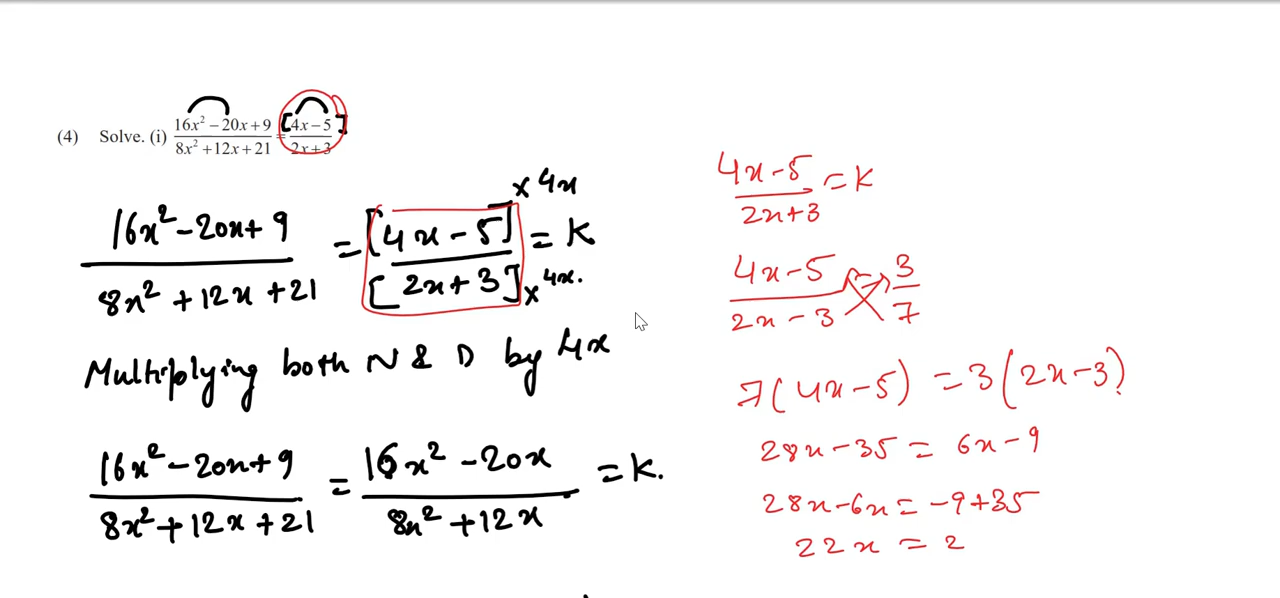 (4) Solve. (i) 16x² − 20x + 9 / 8x² + 12x + 21 = [4x − 5] / 2x + 3
16x² − 20x + 9 / 8x² + 12x + 21 = [4x − 5] × 4x / [2x + 3] × 4x. = K
Multiplying both N & D by 4x
16x² − 20x + 9 / 8x² + 12x + 21 = 16x² − 20x / 8x² + 12x = K.
4x − 5 / 2x + 3 = K
4x − 5 / 2x − 3 = 3 / 7
7(4x − 5) = 3(2x − 3)
28x − 35 = 6x − 9
28x − 6x = −9 + 35
22x = 2